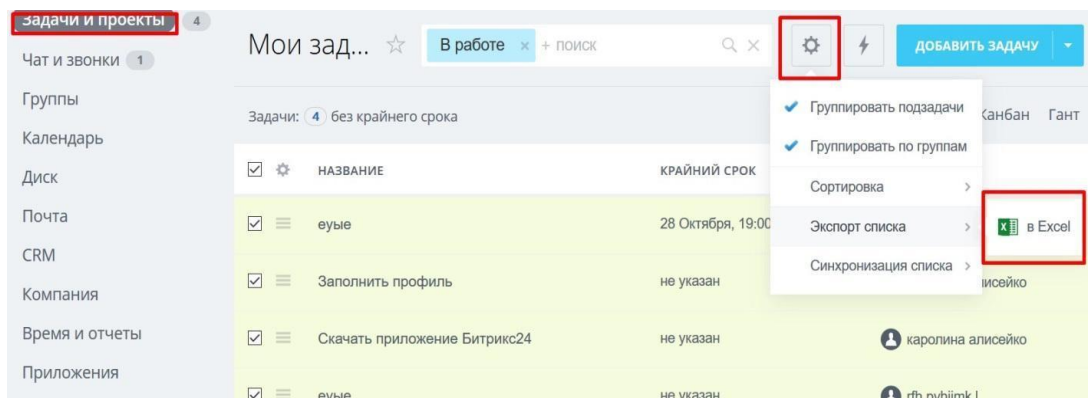 Задачи и проекты 4
Чат и звонки 1
Группы
Календарь
Диск
Почта
CRM
Компания
Время и отчеты
Приложения
Мои зад... В работе × + поиск ДОБАВИТЬ ЗАДАЧУ
Задачи: 4 без крайнего срока
Канбан Гант
Группировать подзадачи
Группировать по группам
Сортировка
Экспорт списка
в Excel
Синхронизация списка
НАЗВАНИЕ КРАЙНИЙ СРОК
еуые 28 Октября, 19:00
Заполнить профиль не указан
Скачать приложение Битрикс24 не указан каролина алисейко
еуые не указан